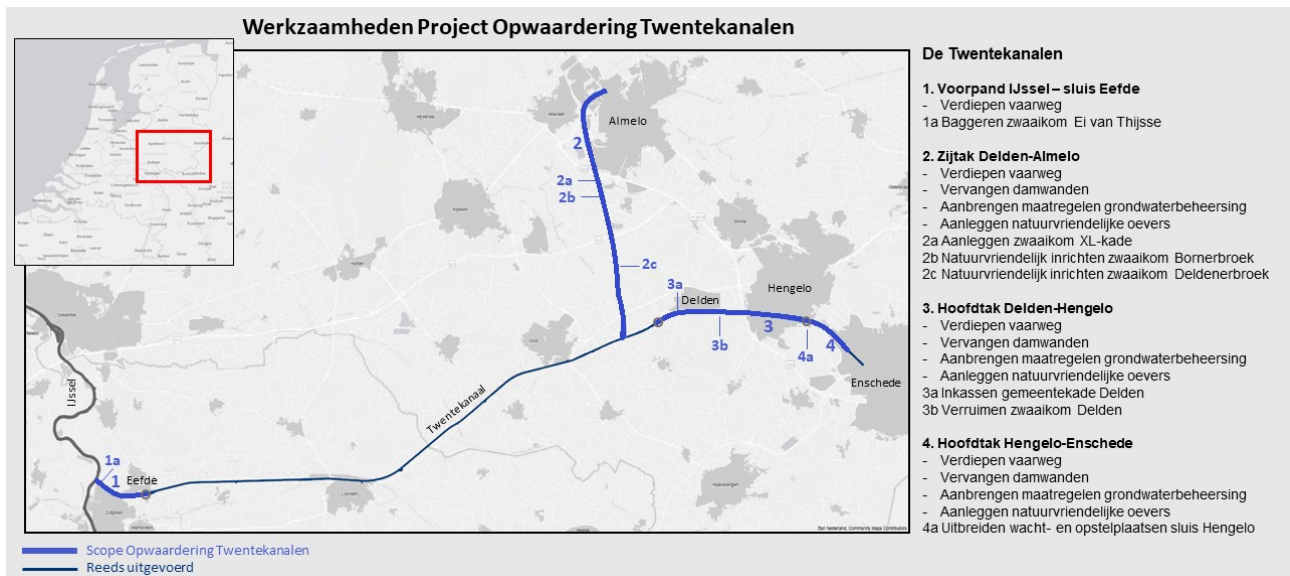 Werkzaamheden Project Opwaardering Twentekanalen
De Twentekanalen
1. Voorpand IJssel – sluis Eefde
- Verdiepen vaarweg
1a Baggeren zwaaikom Ei van Thijsse
2. Zijtak Delden-Almelo
- Verdiepen vaarweg
- Vervangen damwanden
- Aanbrengen maatregelen grondwaterbeheersing
- Aanleggen natuurvriendelijke oevers
2a Aanleggen zwaaikom XL-kade
2b Natuurvriendelijk inrichten zwaaikom Bornerbroek
2c Natuurvriendelijk inrichten zwaaikom Deldenerbroek
3. Hoofdtak Delden-Hengelo
- Verdiepen vaarweg
- Vervangen damwanden
- Aanbrengen maatregelen grondwaterbeheersing
- Aanleggen natuurvriendelijke oevers
3a Inkassen gemeentekade Delden
3b Verruimen zwaaikom Delden
4. Hoofdtak Hengelo-Enschede
- Verdiepen vaarweg
- Vervangen damwanden
- Aanbrengen maatregelen grondwaterbeheersing
- Aanleggen natuurvriendelijke oevers
4a Uitbreiden wacht- en opstelplaatsen sluis Hengelo
Almelo
2
2a
2b
2c
3a
Delden
Hengelo
3
3b
4a
4
Enschede
IJssel
Twentekanaal
1a
1
Eefde
Esri Nederland, Community Maps Contributors
Scope Opwaardering Twentekanalen
Reeds uitgevoerd